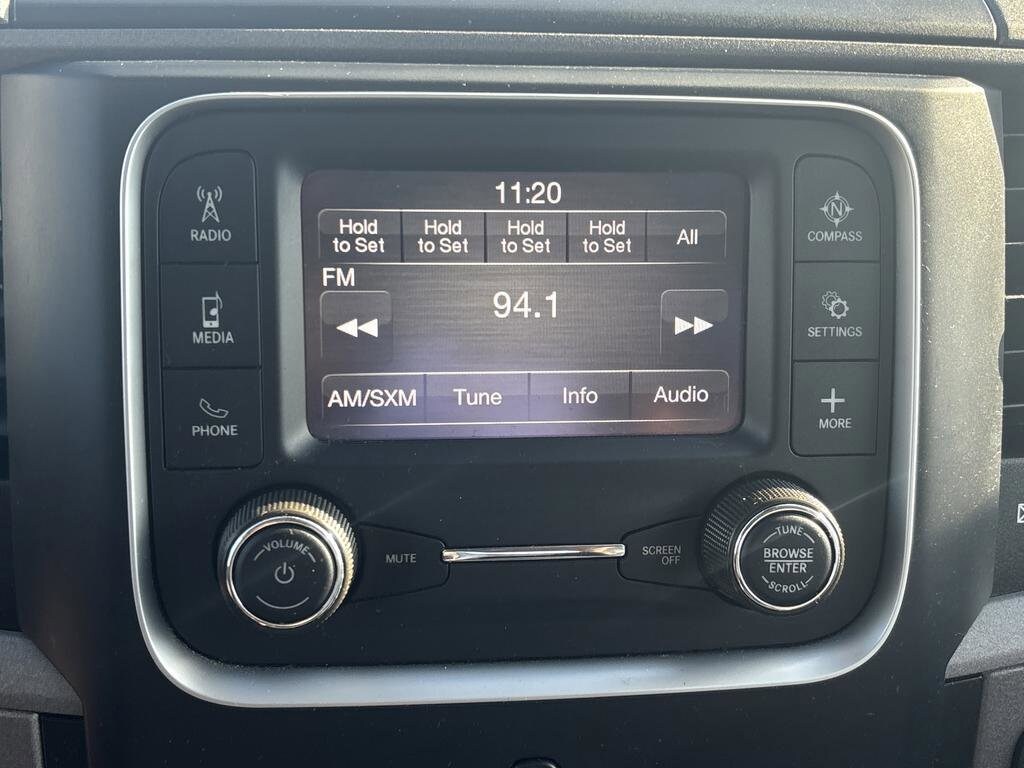 11:20
Hold to Set
Hold to Set
Hold to Set
Hold to Set
All
FM
94.1
AM/SXM
Tune
Info
Audio
RADIO
MEDIA
PHONE
N
COMPASS
SETTINGS
MORE
VOLUME
MUTE
SCREEN
OFF
TUNE
BROWSE
ENTER
SCROLL